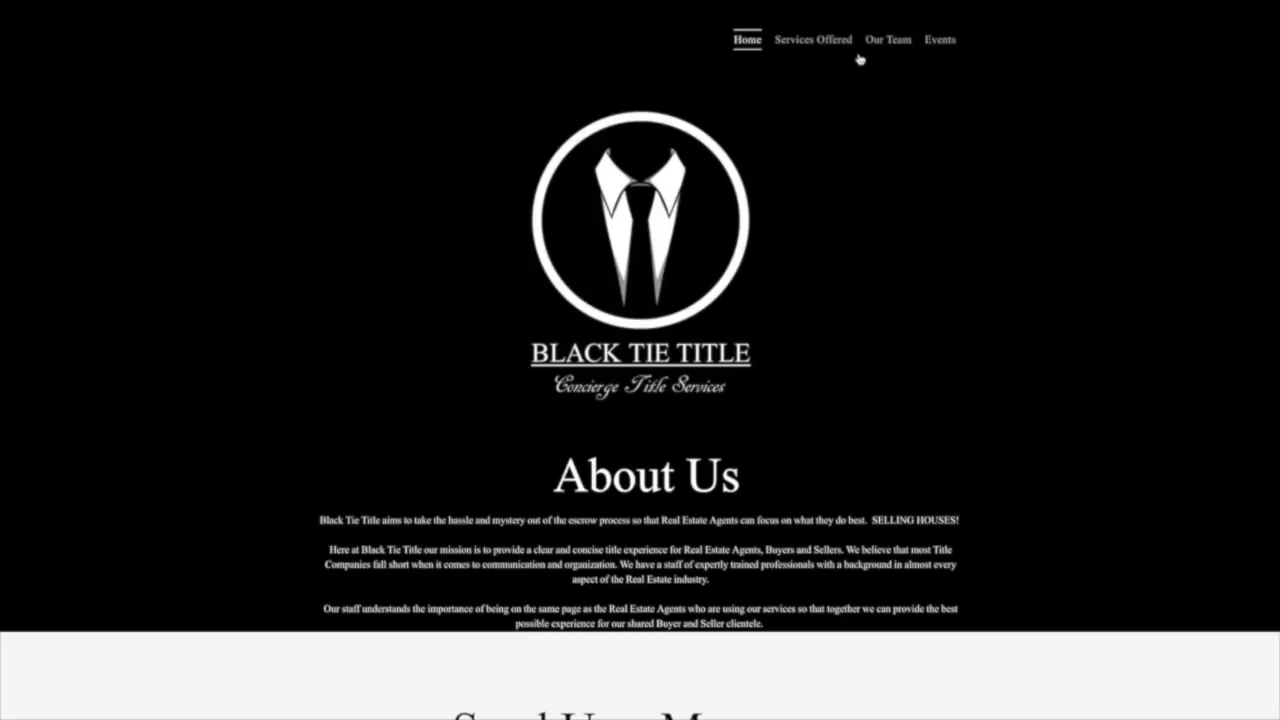 Home Services Offered Our Team Events
BLACK TIE TITLE
Concierge Title Services
About Us
Black Tie Title aims to take the hassle and mystery out of the escrow process so that Real Estate Agents can focus on what they do best. SELLING HOUSES!
Here at Black Tie Title our mission is to provide a clear and concise title experience for Real Estate Agents, Buyers and Sellers. We believe that most Title
Companies fall short when it comes to communication and organization. We have a staff of expertly trained professionals with a background in almost every
aspect of the Real Estate industry.
Our staff understands the importance of being on the same page as the Real Estate Agents who are using our services so that together we can provide the best
possible experience for our shared Buyer and Seller clientele.